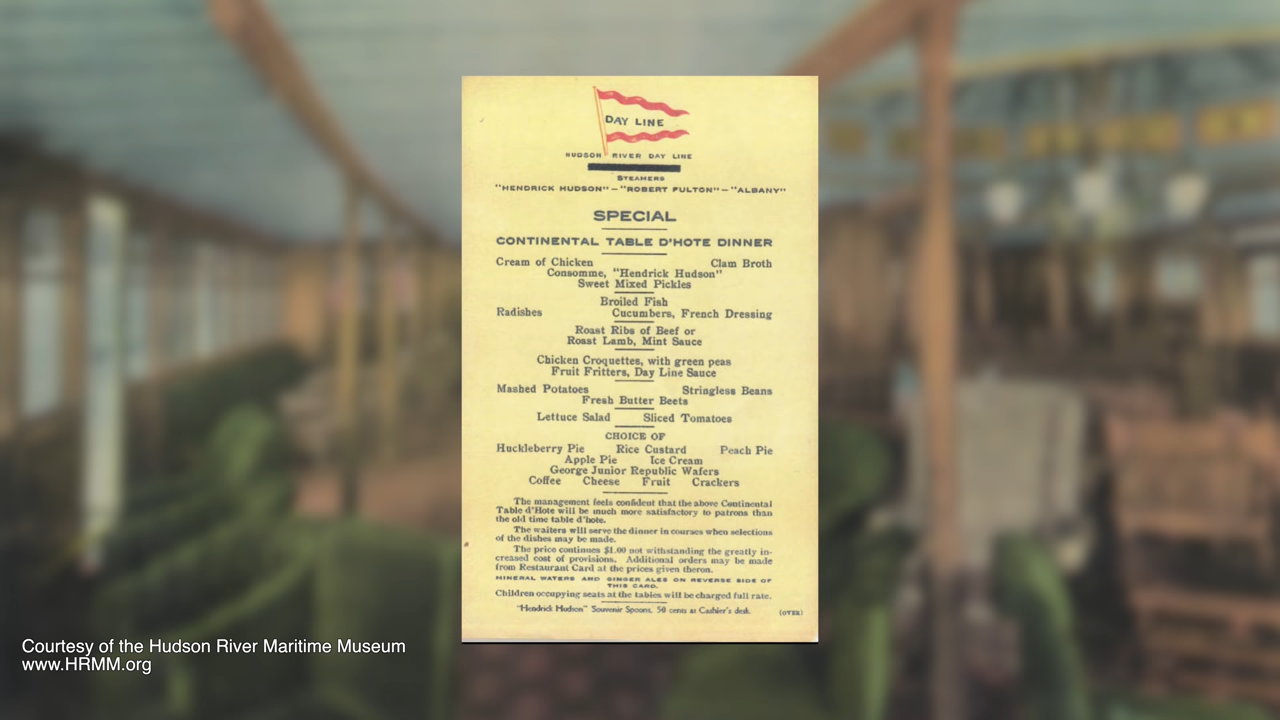 DAY LINE
HUDSON RIVER DAY LINE
STEAMERS
"HENDRICK HUDSON" – "ROBERT FULTON" – "ALBANY"
SPECIAL
CONTINENTAL TABLE D'HOTE DINNER
Cream of Chicken Clam Broth
Consomme, "Hendrick Hudson"
Sweet Mixed Pickles
Broiled Fish
Radishes Cucumbers, French Dressing
Roast Ribs of Beef or
Roast Lamb, Mint Sauce
Chicken Croquettes, with green peas
Fruit Fritters, Day Line Sauce
Mashed Potatoes Stringless Beans
Fresh Butter Beets
Lettuce Salad Sliced Tomatoes
CHOICE OF
Huckleberry Pie Rice Custard Peach Pie
Apple Pie Ice Cream
George Junior Republic Wafers
Coffee Cheese Fruit Crackers
The management feels confident that the above Continental
Table d'Hote will be much more satisfactory to patrons than
the old time table d'hote.
The waiters will serve the dinner in courses when selections
of the dishes may be made.
The price continues $1.00 not withstanding the greatly in-
creased cost of provisions. Additional orders may be made
from Restaurant Card at the prices given theron.
MINERAL WATERS AND GINGER ALES ON REVERSE SIDE OF
THIS CARD.
Children occupying seats at the tables will be charged full rate.
"Hendrick Hudson" Souvenir Spoons, 50 cents at Cashier's desk. (OVER)
Courtesy of the Hudson River Maritime Museum
www.HRMM.org